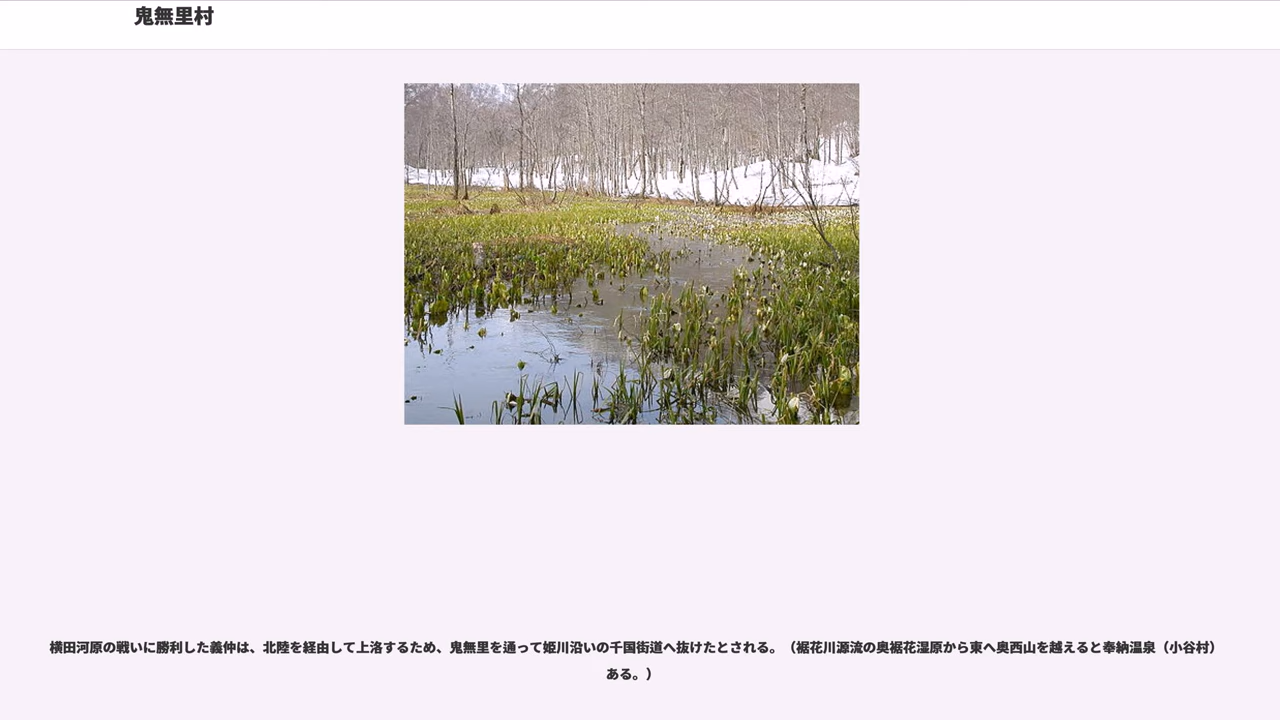 鬼無里村
横田河原の戦いに勝利した義仲は、北陸を経由して上洛するため、鬼無里を通って姫川沿いの千国街道へ抜けたとされる。（裾花川源流の奥裾花湿原から東へ奥西山を越えると奉納温泉（小谷村）
ある。）